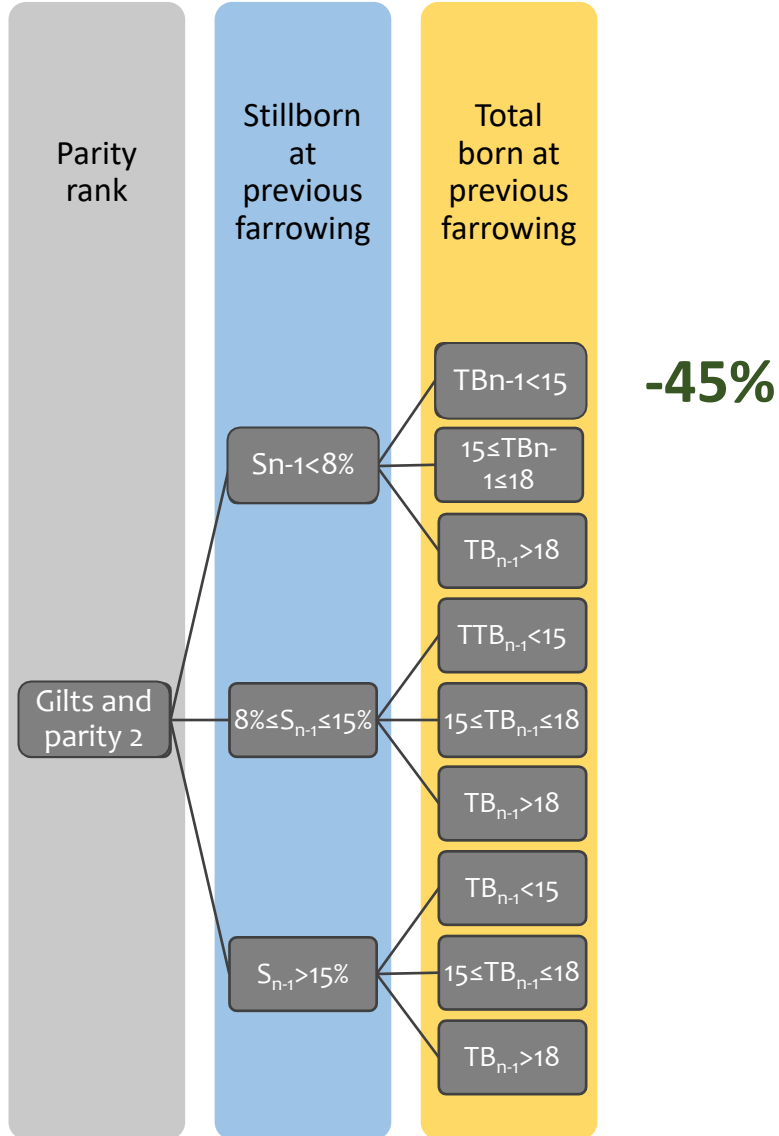 Parity
rank
Stillborn
at
previous
farrowing
Total
born at
previous
farrowing
TBn-1<15
-45%
Sn-1<8%
15≤TBn-
1≤18
TBn-1>18
TTBn-1<15
Gilts and
parity 2
8%≤Sn-1≤15%
15≤TBn-1≤18
TBn-1>18
TBn-1<15
Sn-1>15%
15≤TBn-1≤18
TBn-1>18